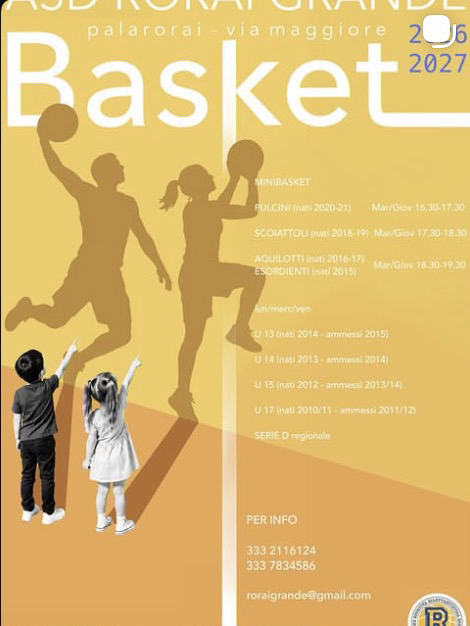 ASD RORAI GRANDE
palarorai - via maggiore
Basket
2026
2027
MINIBASKET
PULCINI (nati 2020-21) Mar/Giov 16.30-17.30
SCOIATTOLI (nati 2018-19) Mar/Giov 17.30-18.30
AQUILOTTI (nati 2016-17)
ESORDIENTI (nati 2015) Mar/Giov 18.30-19.30
lun/merc/ven
U 13 (nati 2014 - ammessi 2015)
U 14 (nati 2013 - ammessi 2014)
U 15 (nati 2012 - ammessi 2013/14)
U 17 (nati 2010/11 - ammessi 2011/12)
SERIE D regionale
PER INFO
333 2116124
333 7834586
roraigrande@gmail.com
R